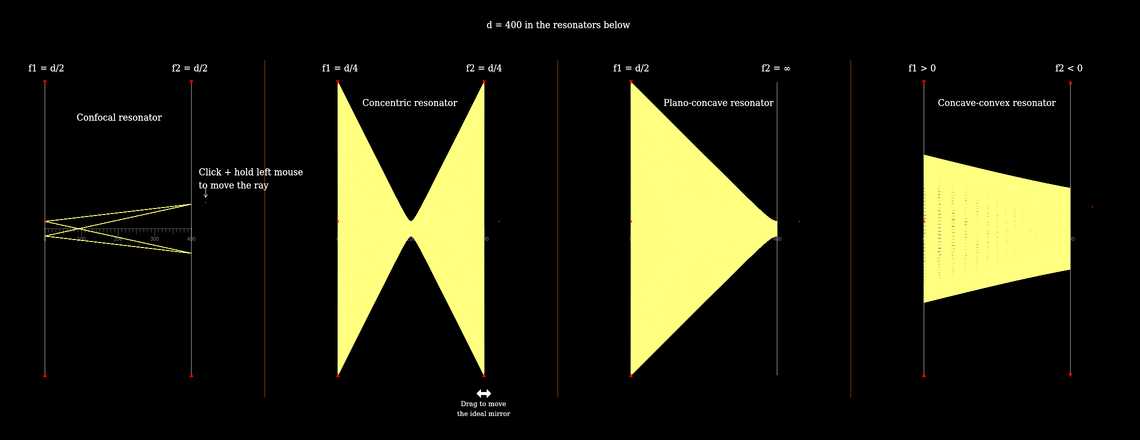 d = 400 in the resonators below
f1 = d/2
f2 = d/2
f1 = d/4
f2 = d/4
f1 = d/2
f2 = ∞
f1 > 0
f2 < 0
Confocal resonator
Concentric resonator
Plano-concave resonator
Concave-convex resonator
Click + hold left mouse
to move the ray
Drag to move
the ideal mirror